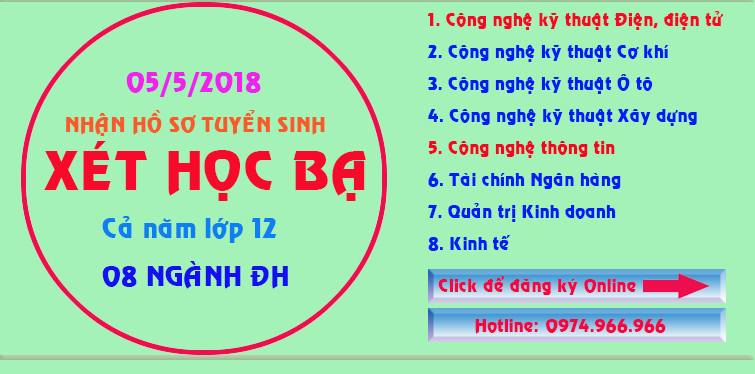 05/5/2018
NHẬN HỒ SƠ TUYỂN SINH
XÉT HỌC BẠ
Cả năm lớp 12
08 NGÀNH ĐH
1. Công nghệ kỹ thuật Điện, điện tử
2. Công nghệ kỹ thuật Cơ khí
3. Công nghệ kỹ thuật Ô tô
4. Công nghệ kỹ thuật Xây dựng
5. Công nghệ thông tin
6. Tài chính Ngân hàng
7. Quản trị Kinh doanh
8. Kinh tế
Click để đăng ký Online
Hotline: 0974.966.966